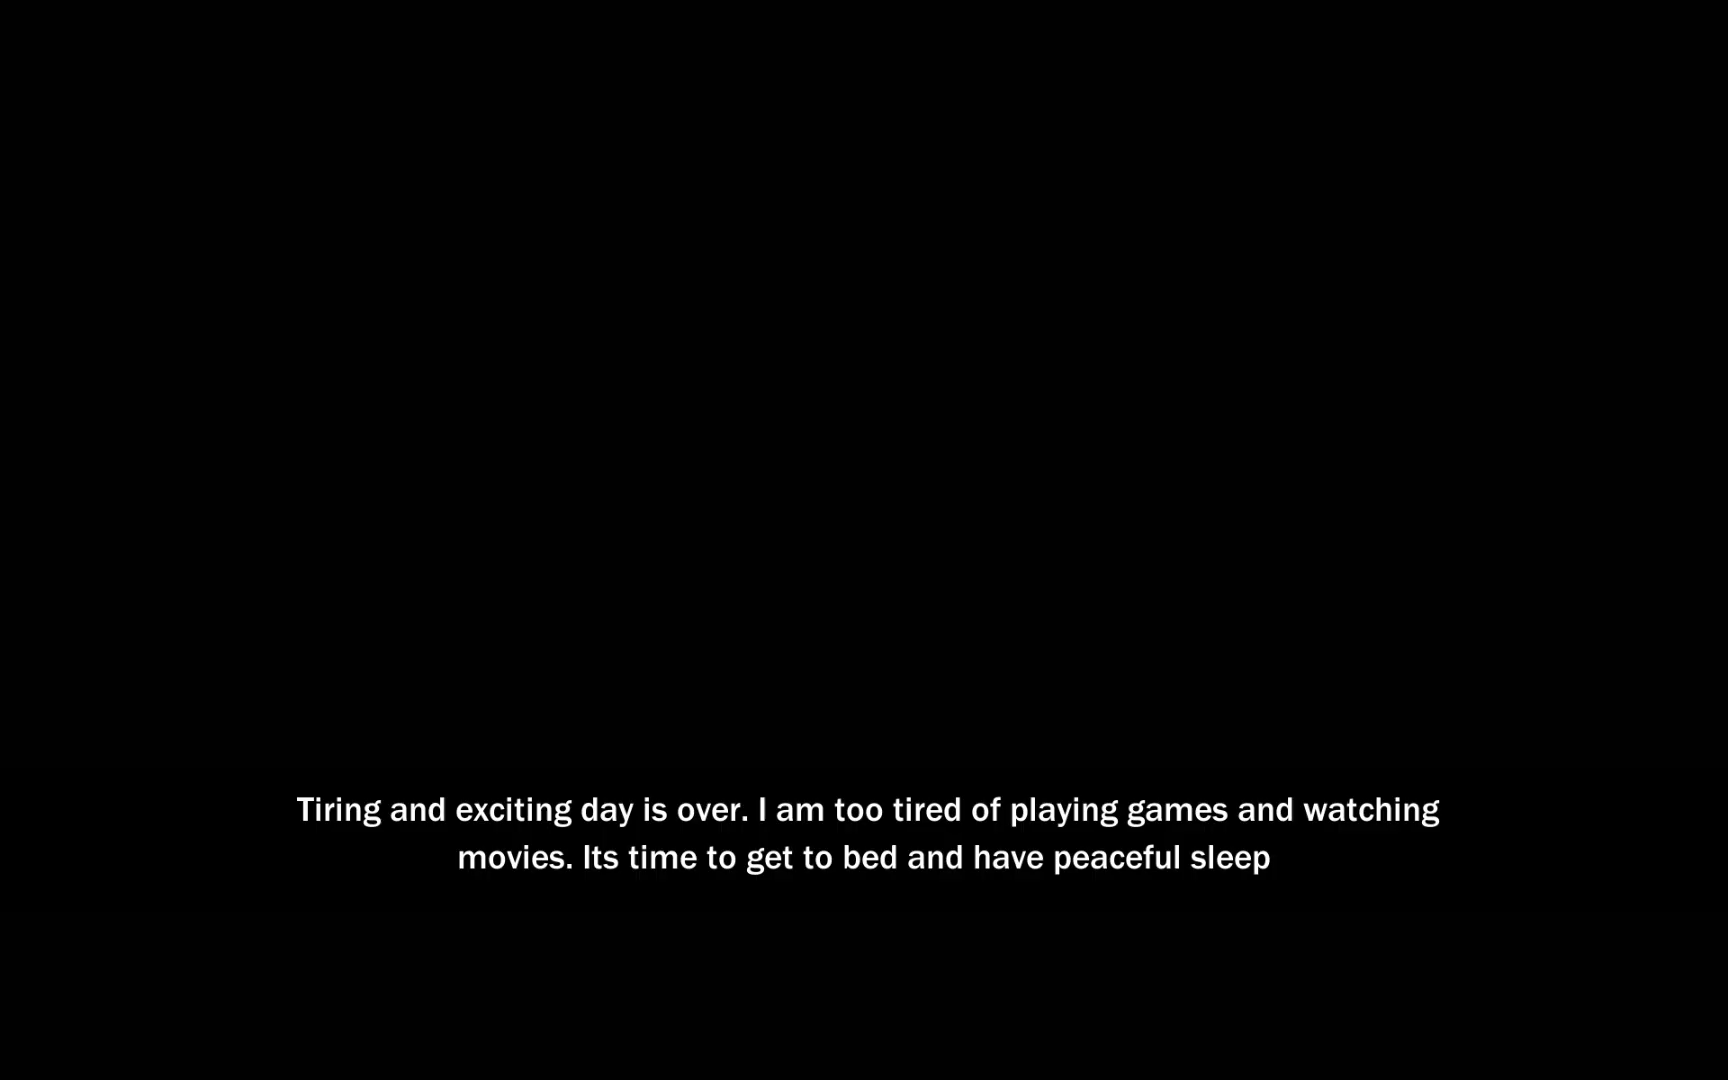 Tiring and exciting day is over. I am too tired of playing games and watching
movies. Its time to get to bed and have peaceful sleep